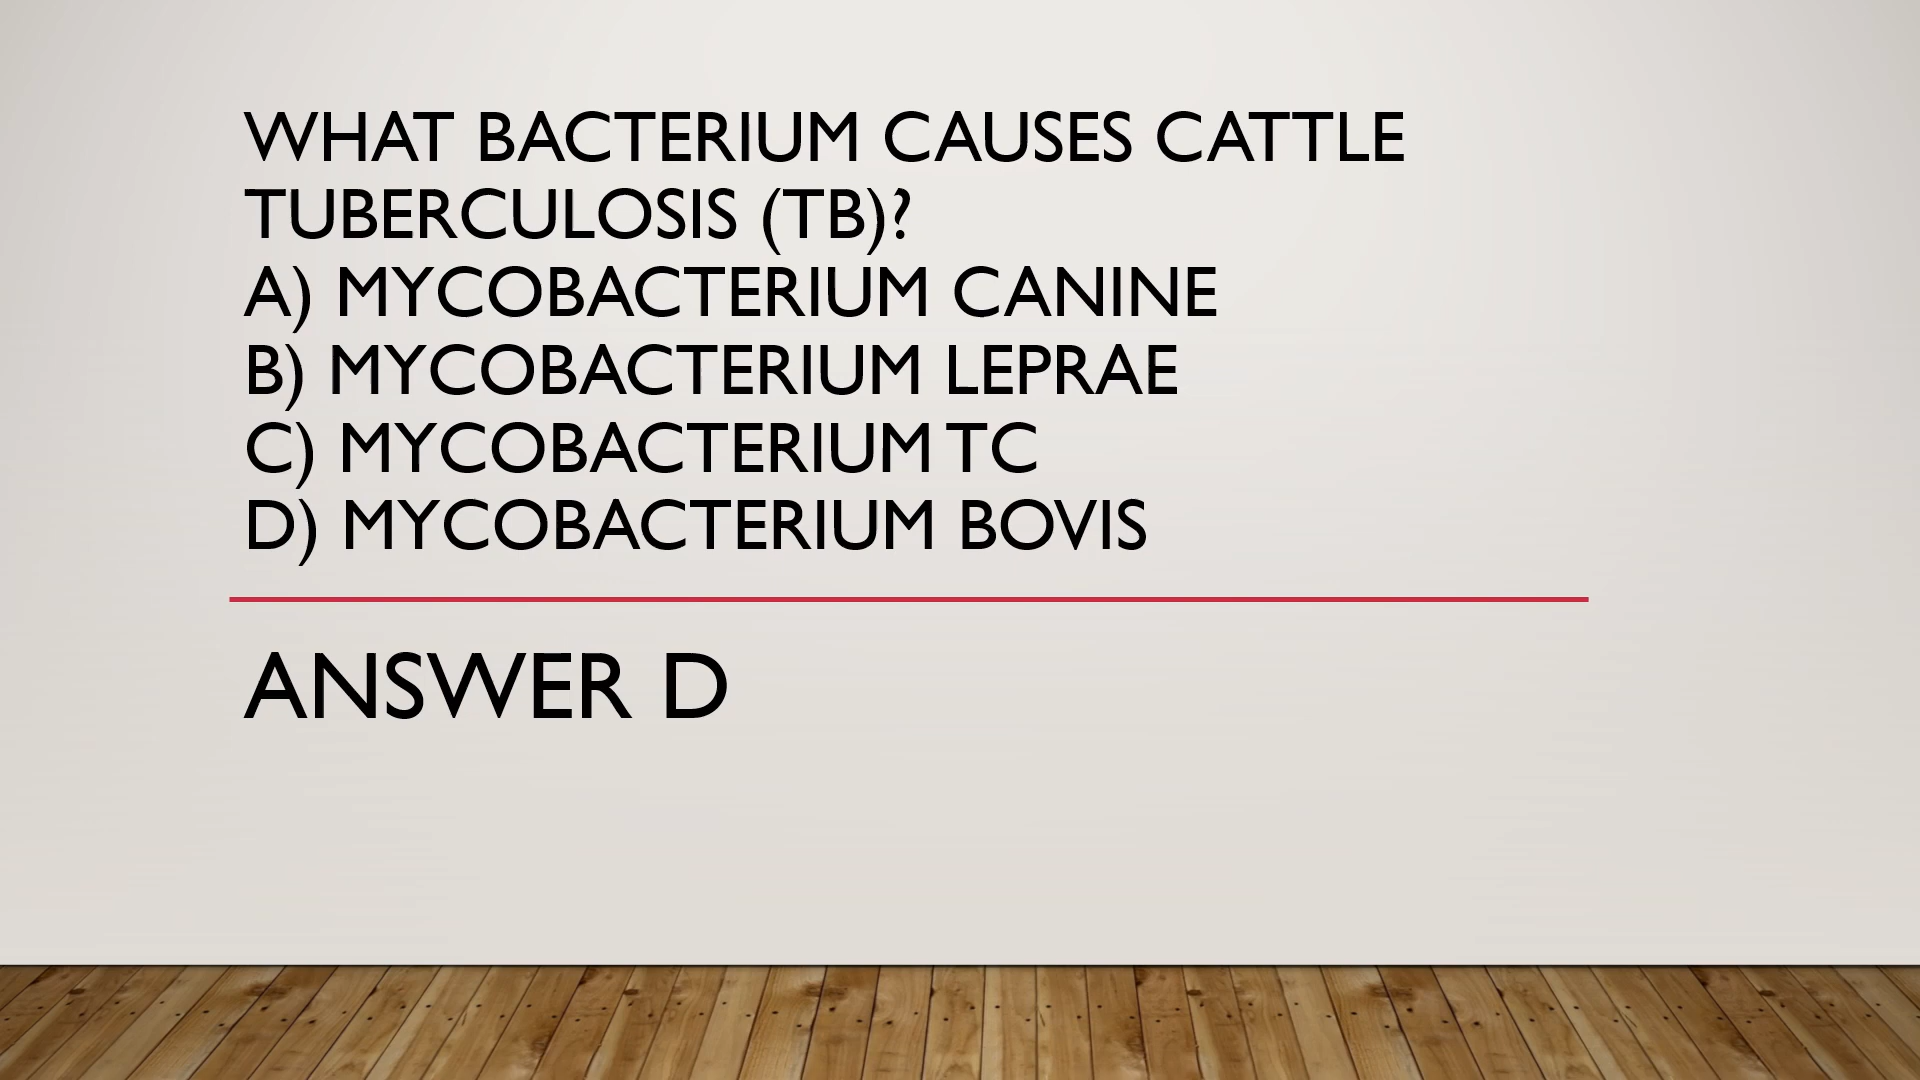 WHAT BACTERIUM CAUSES CATTLE
TUBERCULOSIS (TB)?
A) MYCOBACTERIUM CANINE
B) MYCOBACTERIUM LEPRAE
C) MYCOBACTERIUM TC
D) MYCOBACTERIUM BOVIS
ANSWER D